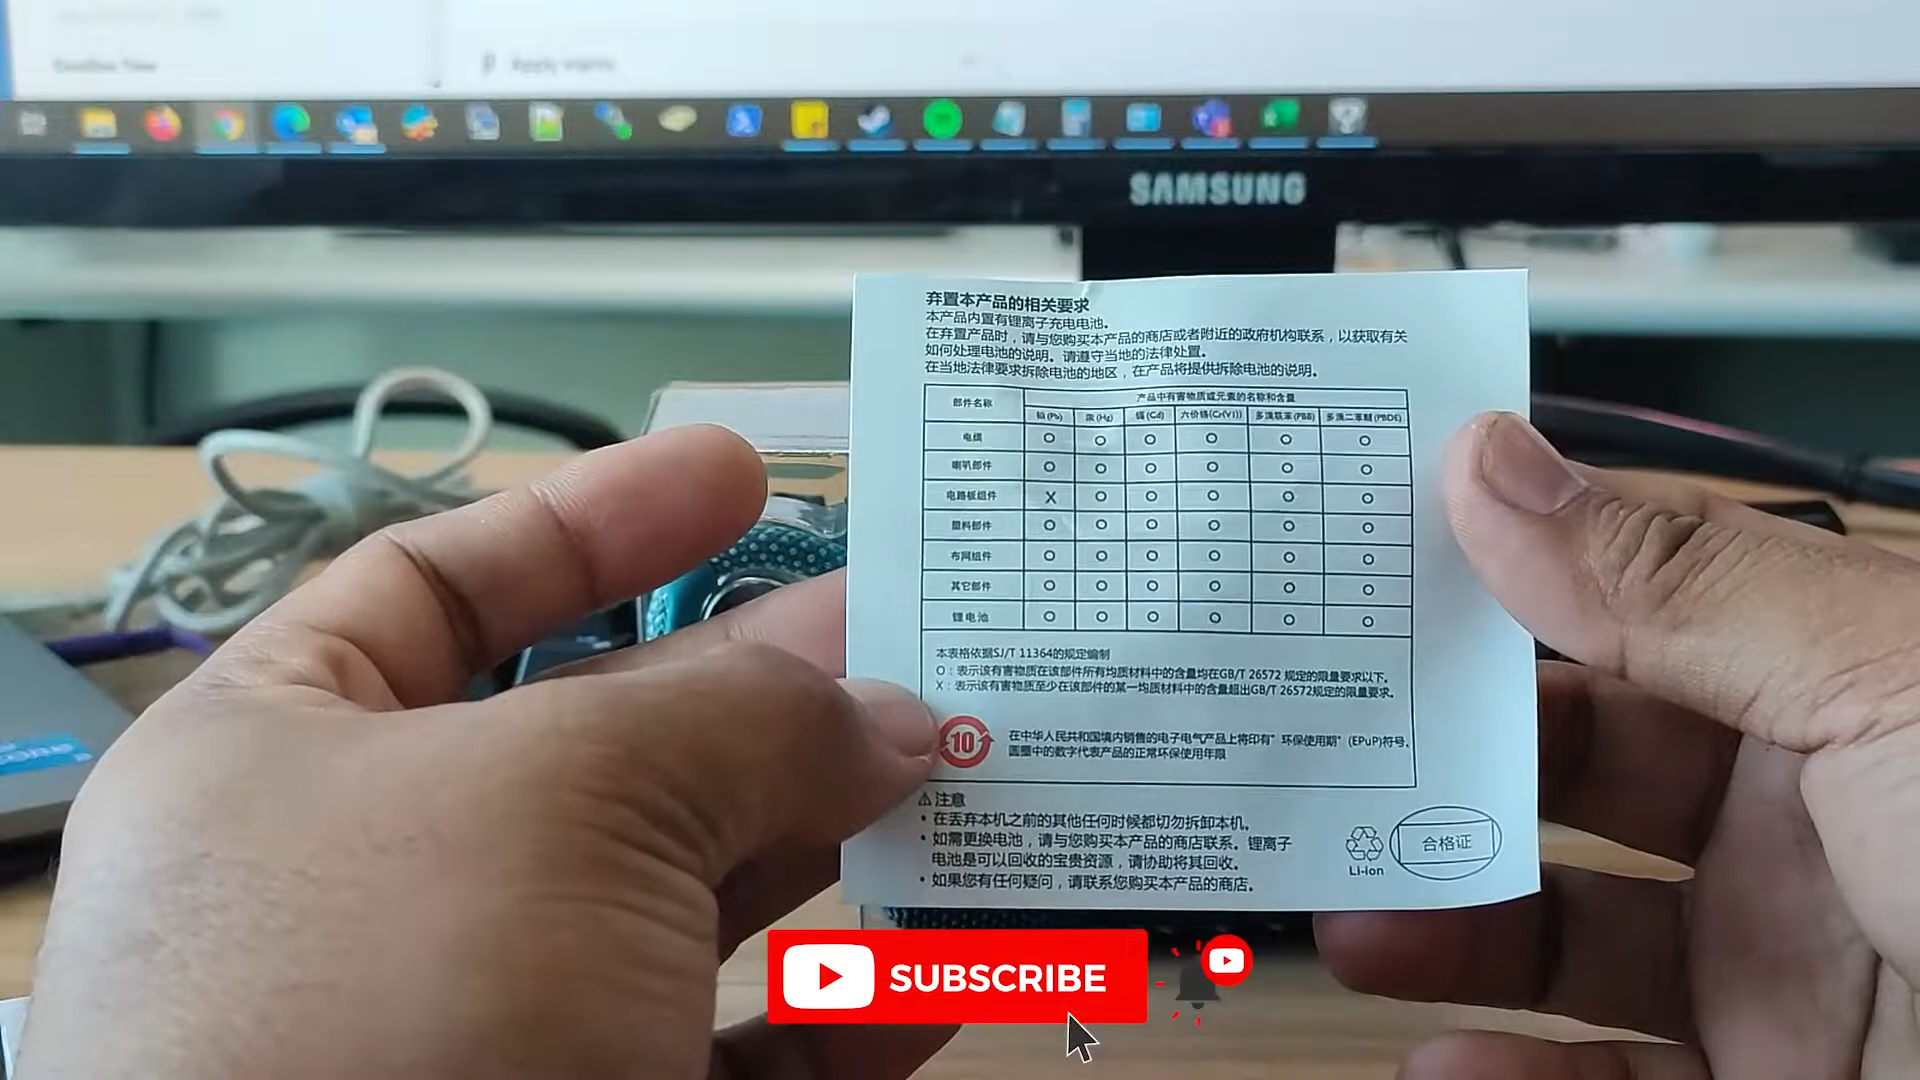 SAMSUNG
弃置本产品的相关要求
本产品内置有锂离子充电电池。
在弃置产品时，请与您购买本产品的商店或者附近的政府机构联系，以获取有关
如何处理电池的说明。请遵守当地的法律处置。
在当地法律要求拆除电池的地区，在产品将提供拆除电池的说明。
部件名称 产品中有害物质或元素的名称和含量
铅 (Pb) 汞 (Hg) 镉 (Cd) 六价铬(Cr(V1)) 多溴联苯(PBB) 多溴二苯醚(PBDE)
电缆 O O O O O O
喇叭部件 O O O O O O
电路板组件 X O O O O O
塑料部件 O O O O O O
布网组件 O O O O O O
其它部件 O O O O O O
锂电池 O O O O O O
本表格依据SJ/T 11364的规定编制
O：表示该有害物质在该部件所有均质材料中的含量均在GB/T 26572 规定的限量要求以下。
X：表示该有害物质至少在该部件的某一均质材料中的含量超出GB/T 26572规定的限量要求。
10
在中华人民共和国境内销售的电子电气产品上将印有"环保使用期"(EPuP)符号。
圆圈中的数字代表产品的正常环保使用年限
⚠ 注意
• 在丢弃本机之前的其他任何时候都切勿拆卸本机。
• 如需更换电池，请与您购买本产品的商店联系。锂离子
电池是可以回收的宝贵资源，请协助将其回收。
• 如果您有任何疑问，请联系您购买本产品的商店。
Li-ion
合格证
SUBSCRIBE